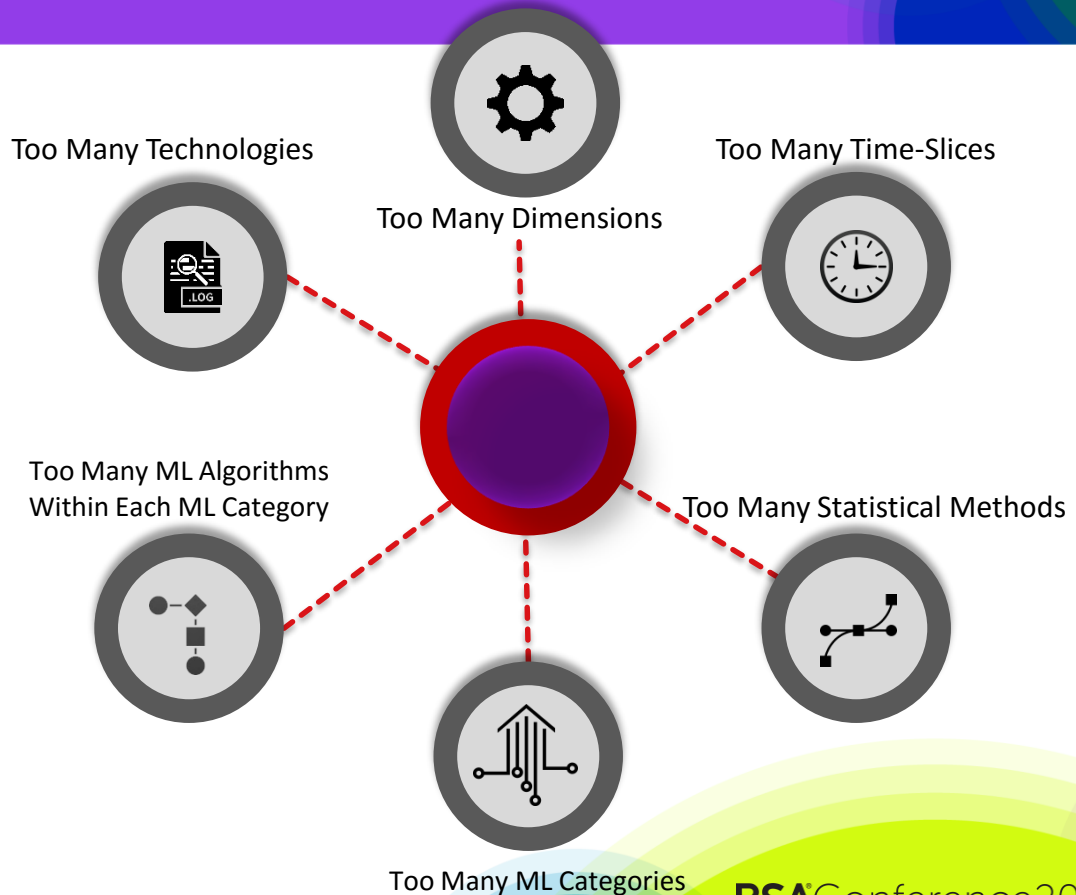 Too Many Technologies
Too Many Time-Slices
Too Many Dimensions
.LOG
Too Many ML Algorithms
Within Each ML Category
Too Many Statistical Methods
Too Many ML Categories